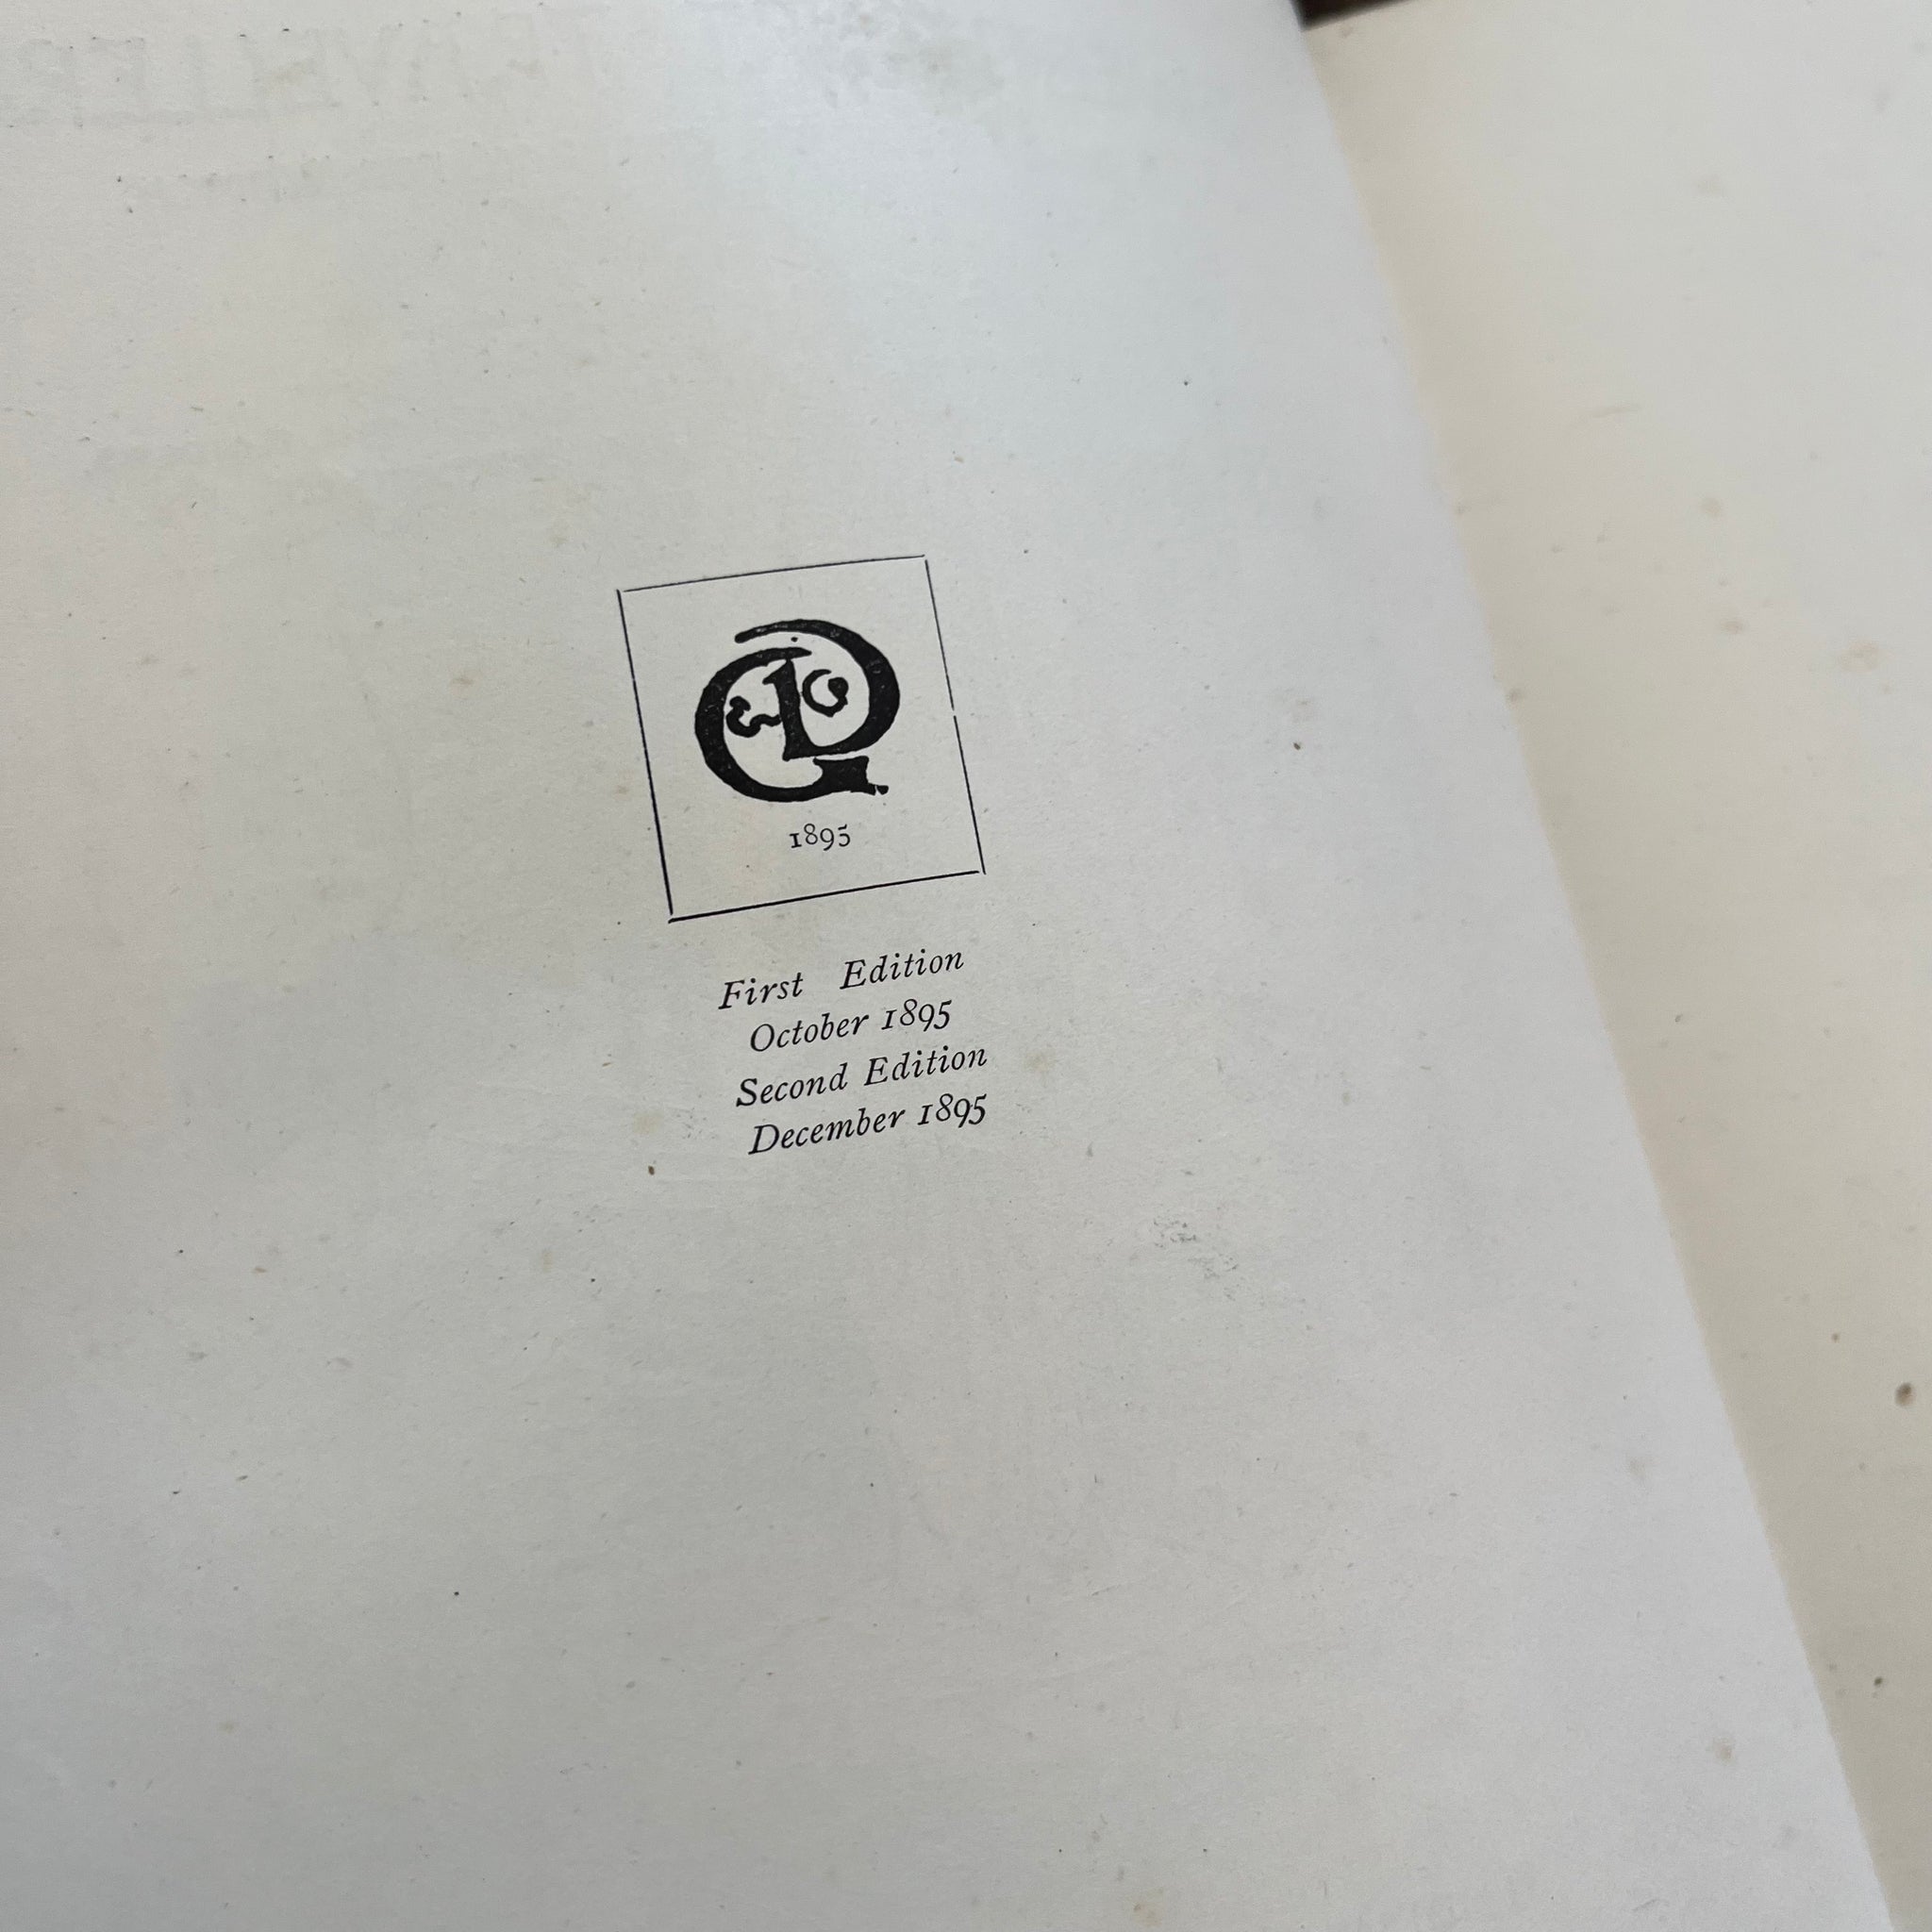 1895
First Edition
October 1895
Second Edition
December 1895